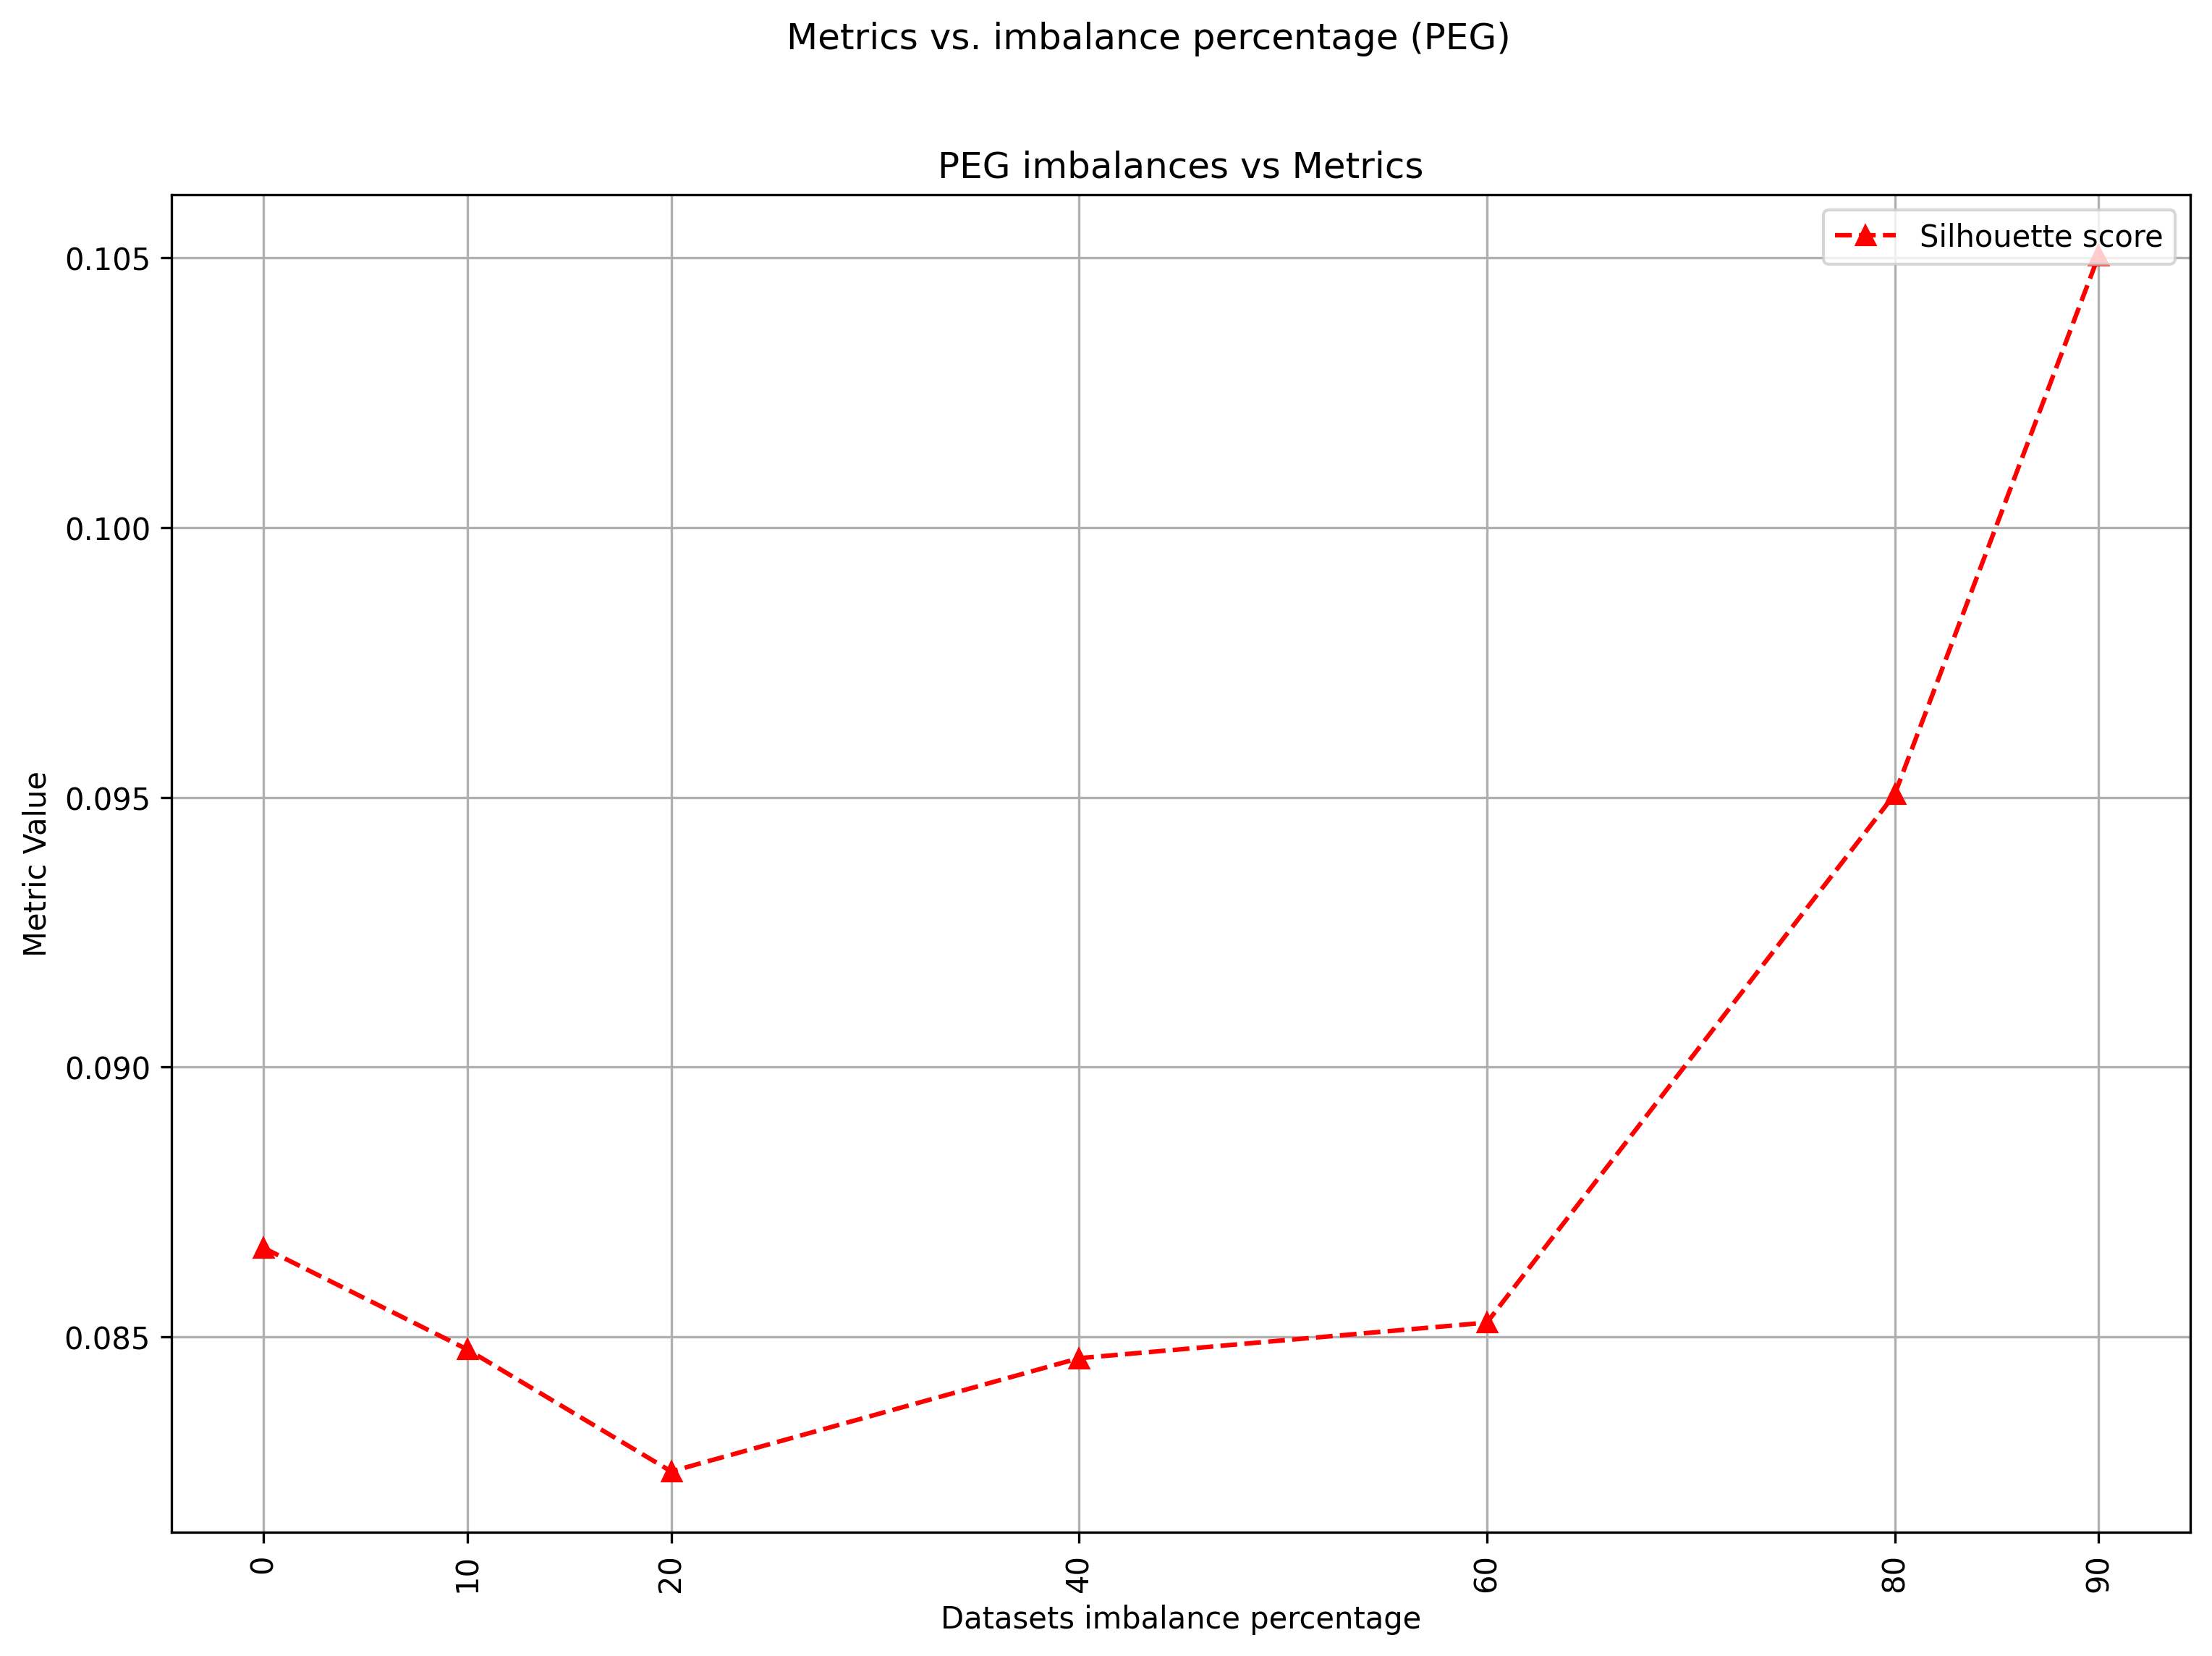 Metrics vs. imbalance percentage (PEG)
PEG imbalances vs Metrics
Silhouette score
0.105
0.100
0.095
0.090
0.085
Metric Value
0
10
20
40
60
80
90
Datasets imbalance percentage